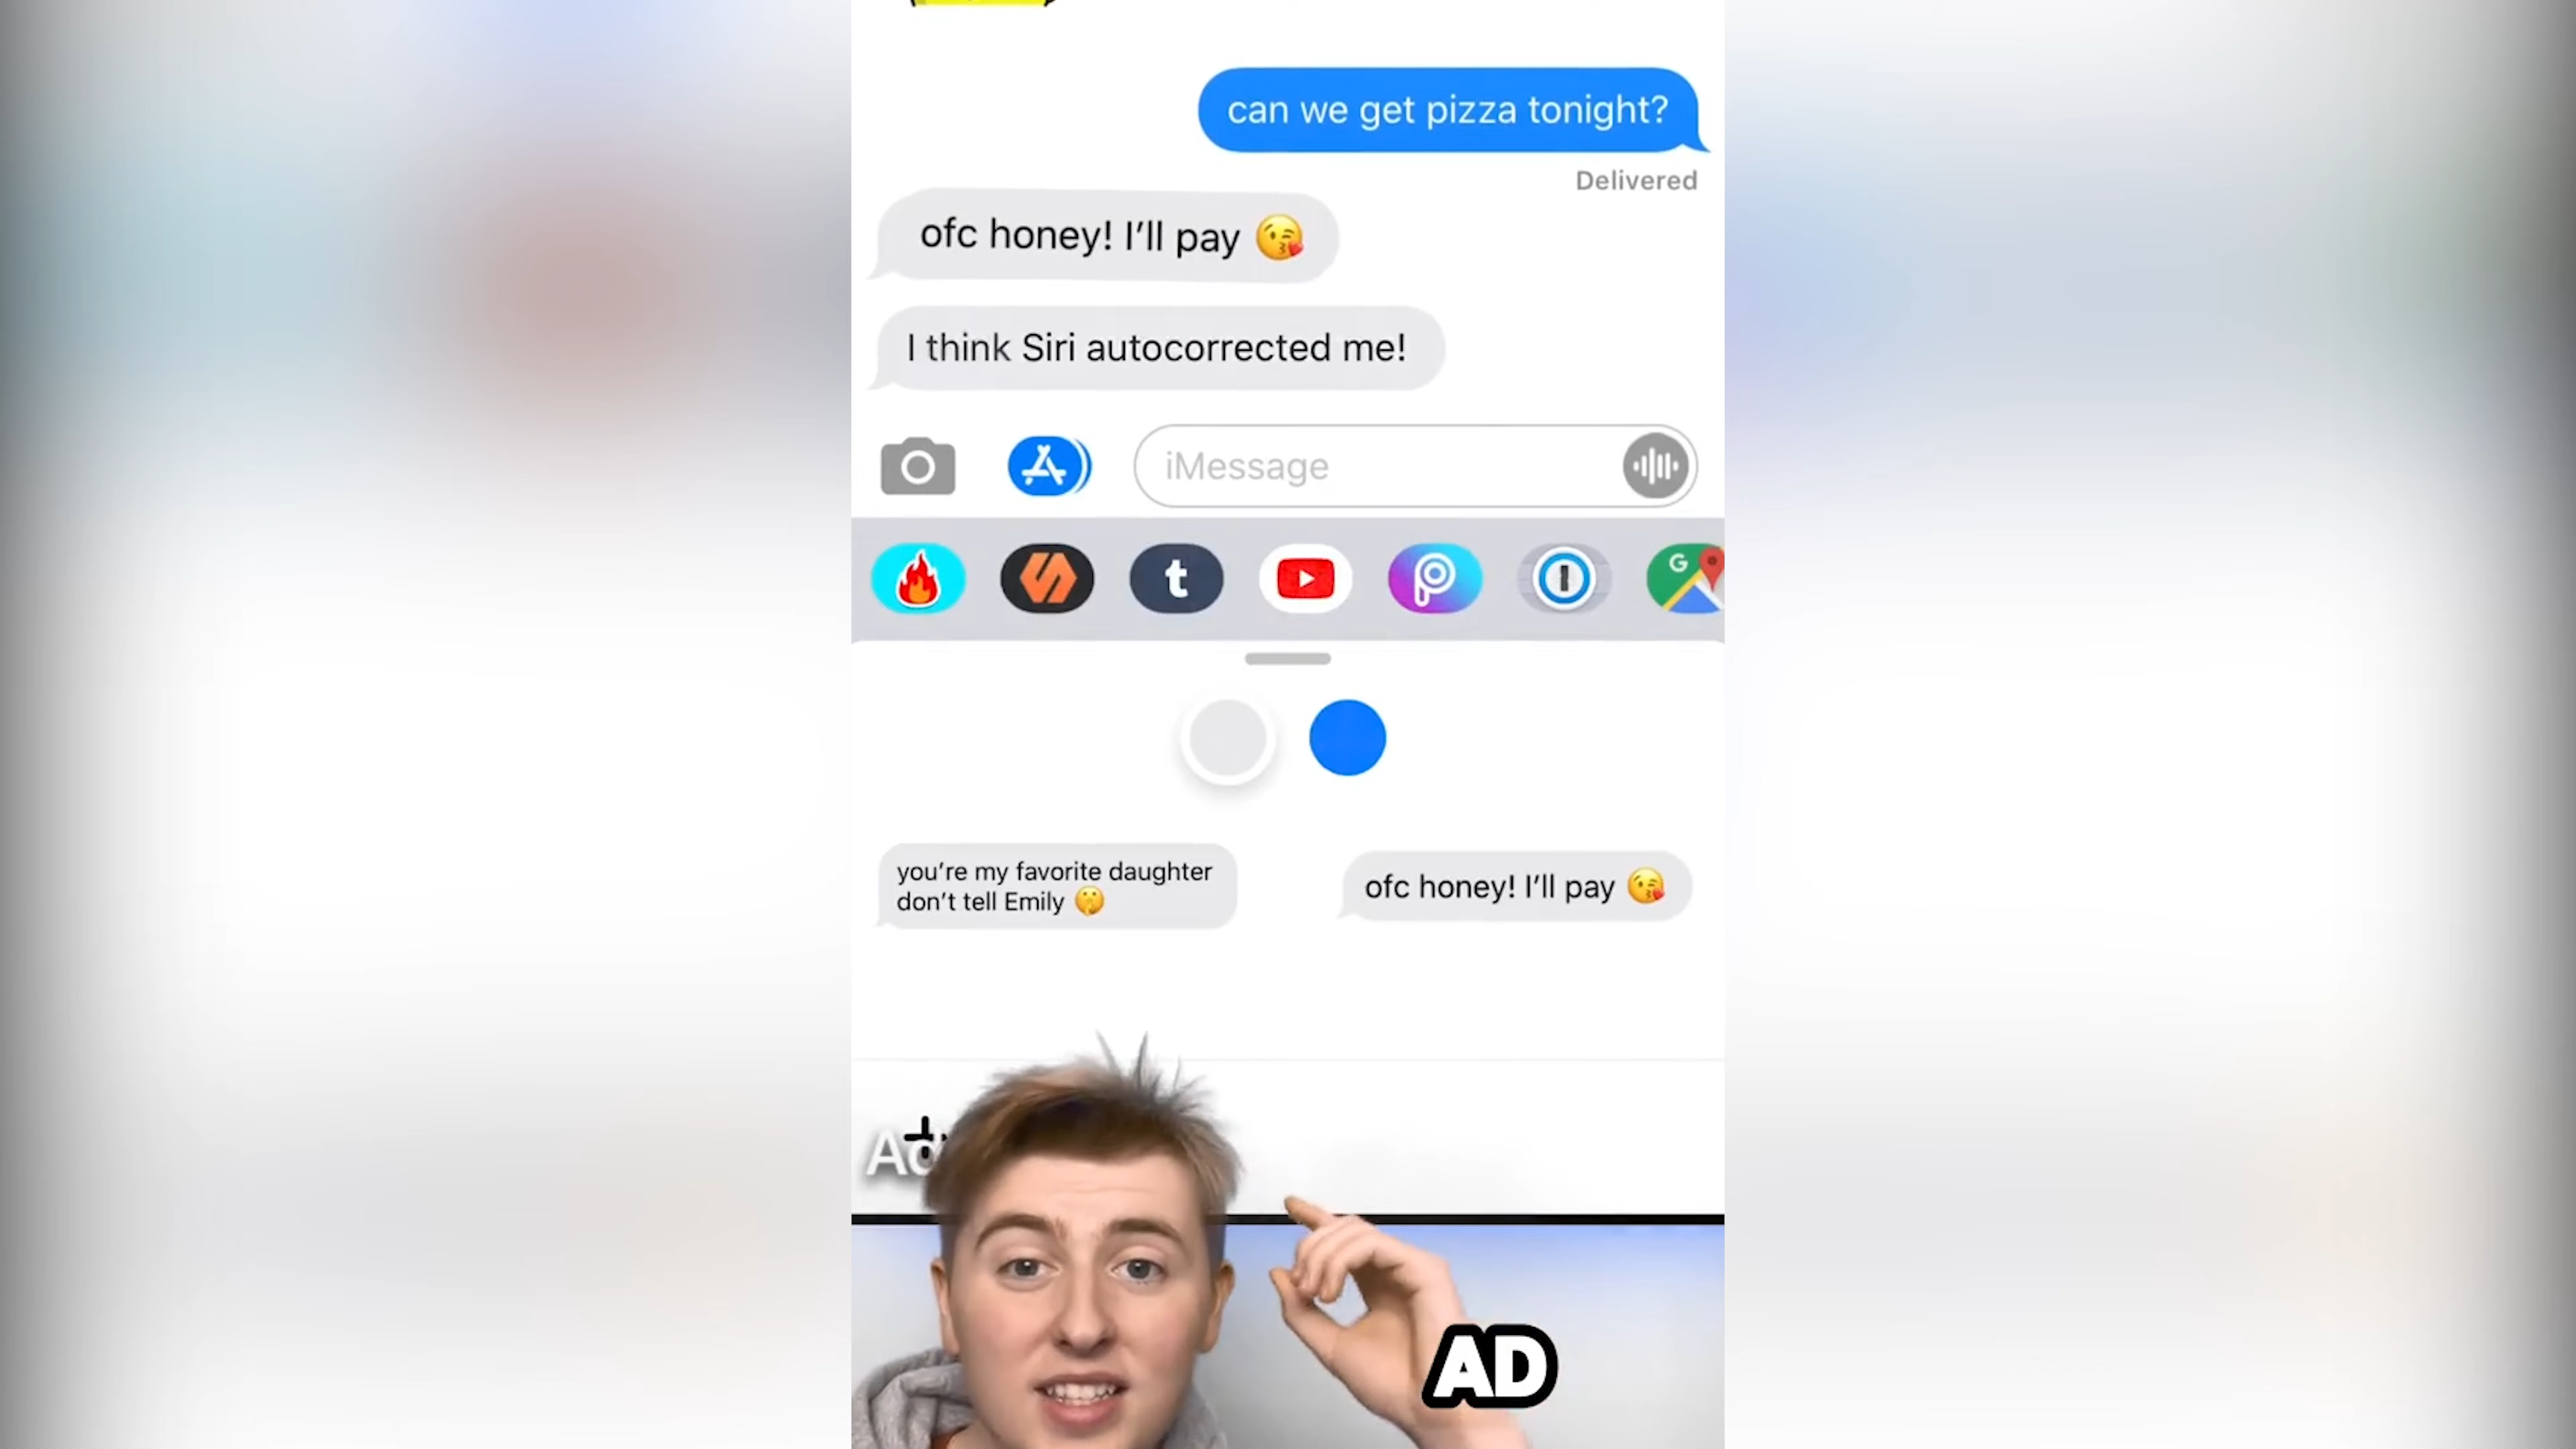 can we get pizza tonight?
Delivered
ofc honey! I'll pay 😘
I think Siri autocorrected me!
iMessage
t
G
you're my favorite daughter
don't tell Emily 🤫
ofc honey! I'll pay 😘
AD